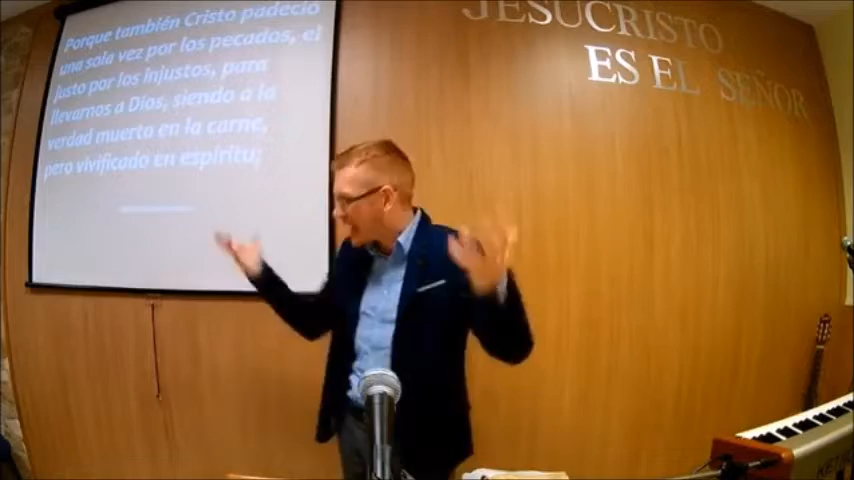 Porque también Cristo padeció
una sola vez por los pecados, el
justo por los injustos, para
llevarnos a Dios, siendo a la
verdad muerto en la carne,
pero vivificado en espíritu;
JESUCRISTO
ES EL SEÑOR